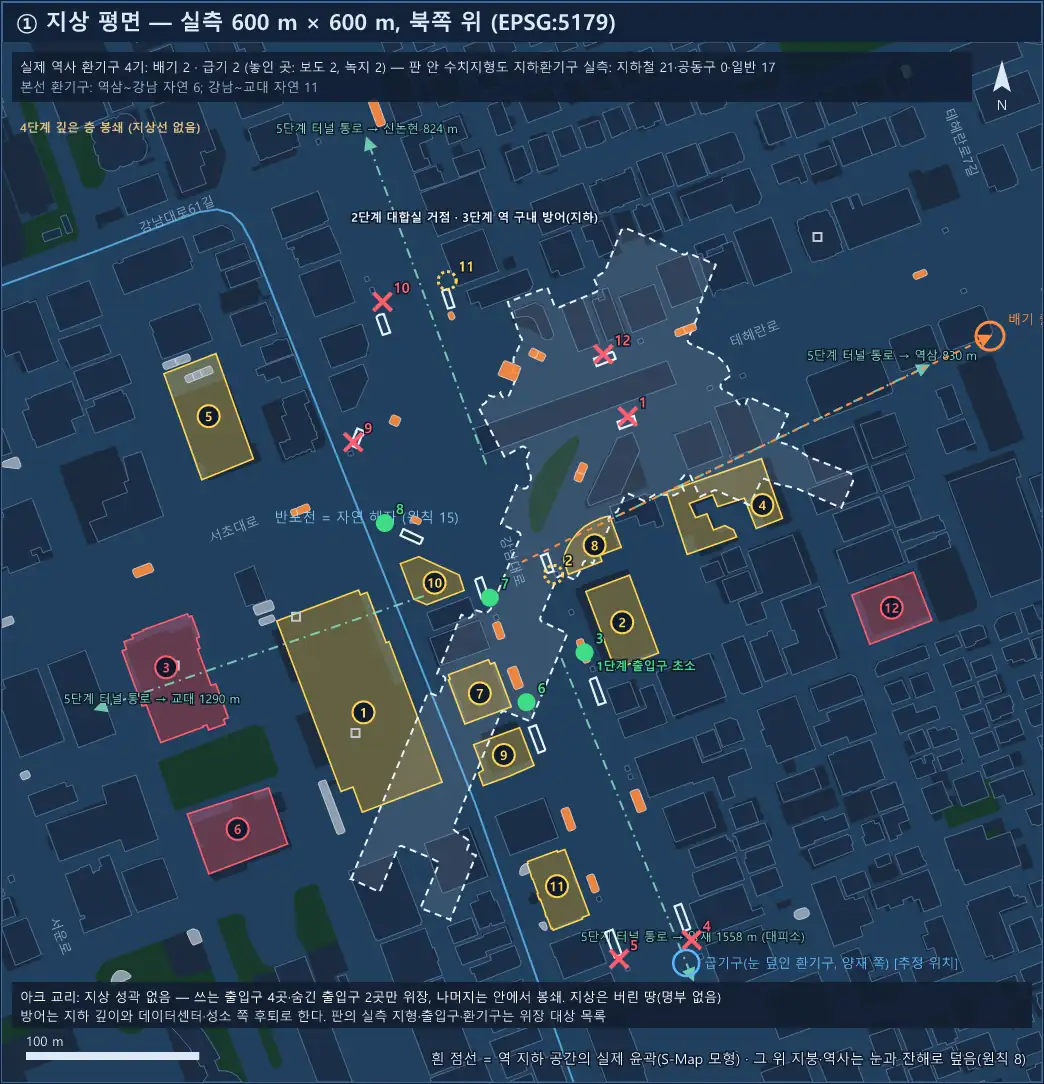 ① 지상 평면 — 실측 600 m × 600 m, 북쪽 위 (EPSG:5179)
실제 역사 환기구 4기: 배기 2 · 급기 2 (놓인 곳: 보도 2, 녹지 2) — 판 안 수치지형도 지하환기구 실측: 지하철 21·공동구 0·일반 17
본선 환기구: 역삼~강남 자연 6; 강남~교대 자연 11
N
4단계 깊은 층 봉쇄 (지상선 없음)
5단계 터널 통로 → 신논현 824 m
테헤란로7길
강남대로61길
2단계 대합실 거점 · 3단계 역 구내 방어(지하)
11
10
배기
12
테헤란로
5단계 터널 통로 → 역삼 830 m
1
5
9
4
8
반포천 = 자연 해자 (원칙 15)
서초대로
강남대로
8
2
10
7
12
2
3
1단계 출입구 초소
3
5단계 터널 통로 → 교대 1290 m
7
6
1
9
6
11
서운로
4
5단계 터널 통로 → 양재 1558 m (대피소)
5
급기구(눈 덮인 환기구, 양재 쪽) [추정 위치]
아크 교리: 지상 성곽 없음 — 쓰는 출입구 4곳·숨긴 출입구 2곳만 위장, 나머지는 안에서 봉쇄. 지상은 버린 땅(명부 없음)
방어는 지하 깊이와 데이터센터·성소 쪽 후퇴로 한다. 판의 실측 지형·출입구·환기구는 위장 대상 목록
100 m
흰 점선 = 역 지하 공간의 실제 윤곽(S-Map 모형) · 그 위 지붕·역사는 눈과 잔해로 덮음(원칙 8)